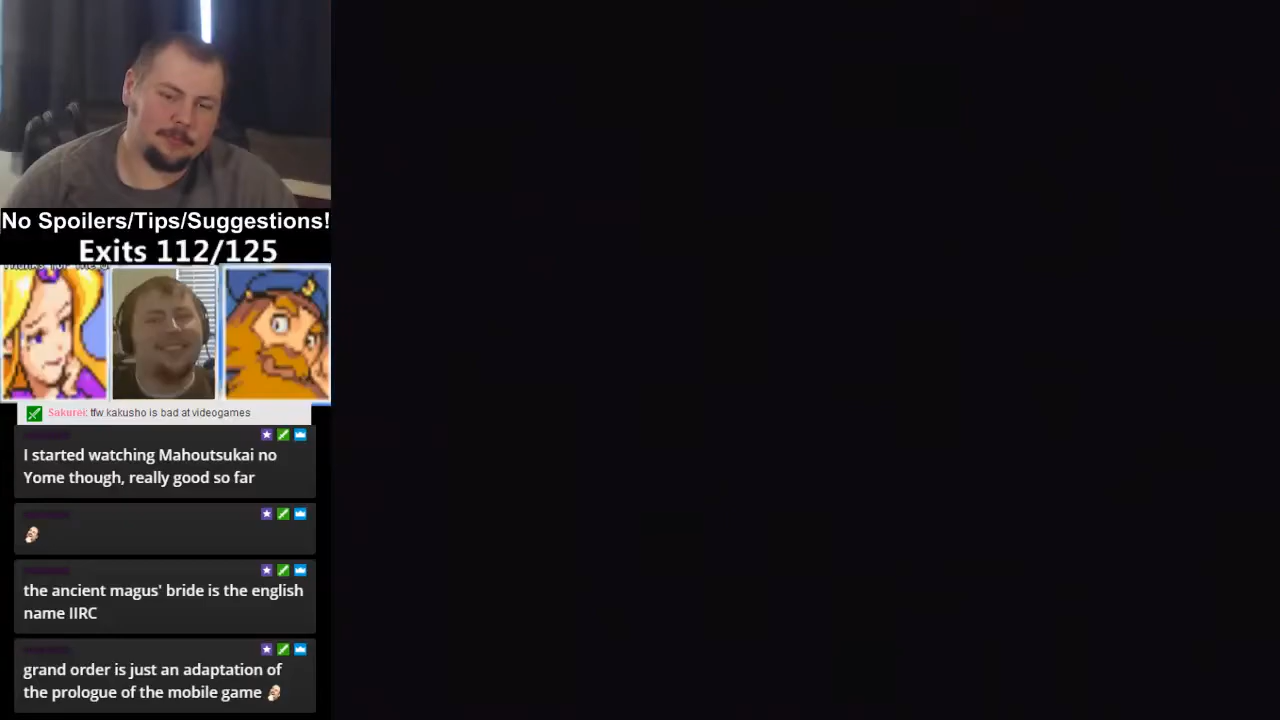 No Spoilers/Tips/Suggestions!
Exits 112/125
Sakurei: tfw kakusho is bad at videogames
I started watching Mahoutsukai no
Yome though, really good so far
the ancient magus' bride is the english
name IIRC
grand order is just an adaptation of
the prologue of the mobile game